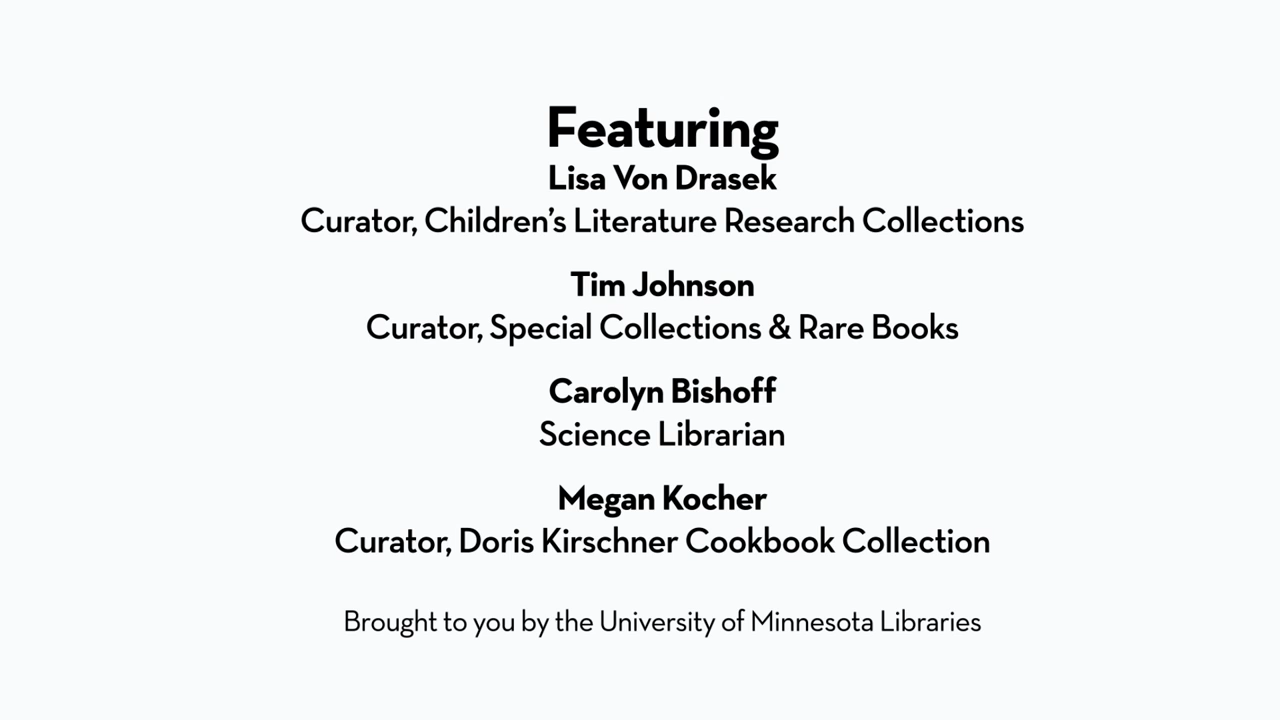 Featuring
Lisa Von Drasek
Curator, Children’s Literature Research Collections
Tim Johnson
Curator, Special Collections & Rare Books
Carolyn Bishoff
Science Librarian
Megan Kocher
Curator, Doris Kirschner Cookbook Collection
Brought to you by the University of Minnesota Libraries